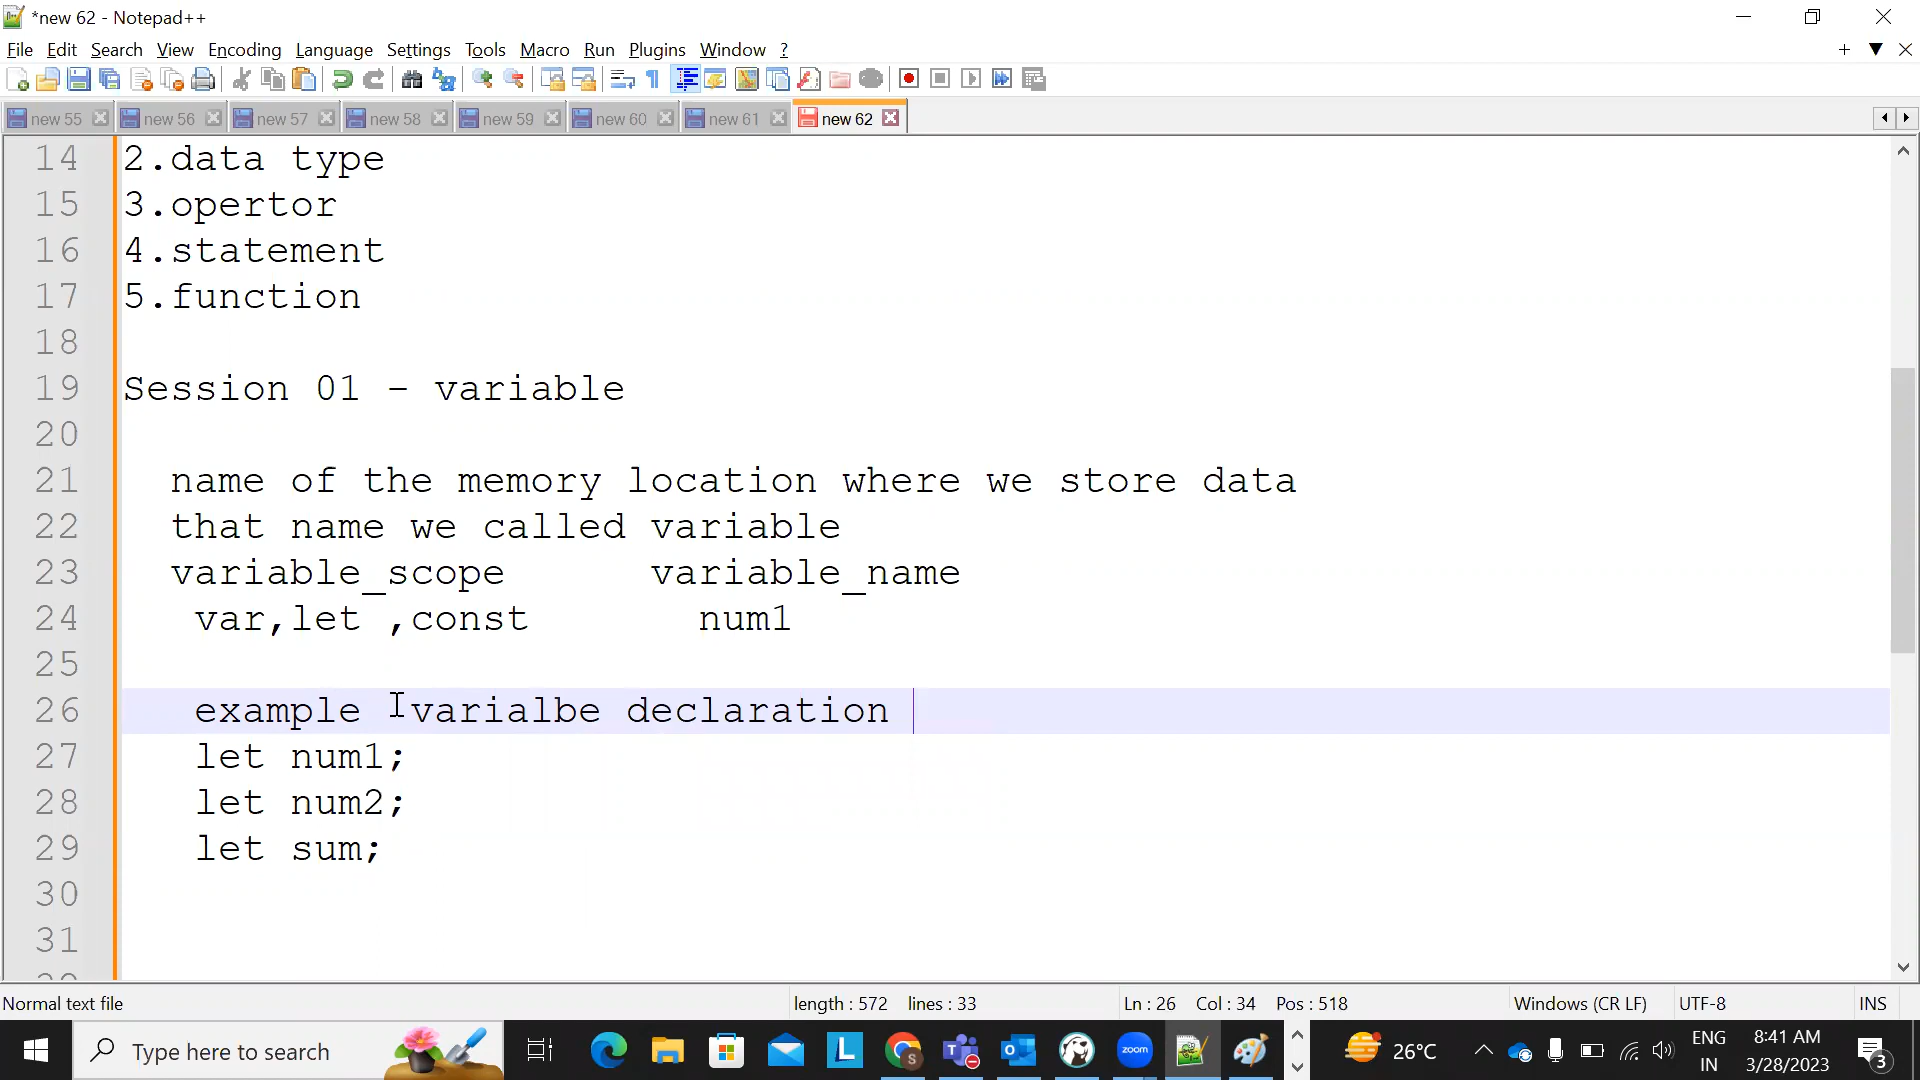 *new 62 - Notepad++
File Edit Search View Encoding Language Settings Tools Macro Run Plugins Window ?
new 55 new 56 new 57 new 58 new 59 new 60 new 61 new 62
14 2.data type
15 3.opertor
16 4.statement
17 5.function
18
19 Session 01 - variable
20
21 name of the memory location where we store data
22 that name we called variable
23 variable_scope variable_name
24 var,let ,const num1
25
26 example varialbe declaration
27 let num1;
28 let num2;
29 let sum;
30
31
Normal text file length : 572 lines : 33 Ln : 26 Col : 34 Pos : 518 Windows (CR LF) UTF-8 INS
Type here to search L zoom 26°C ENG 8:41 AM
IN 3/28/2023 3